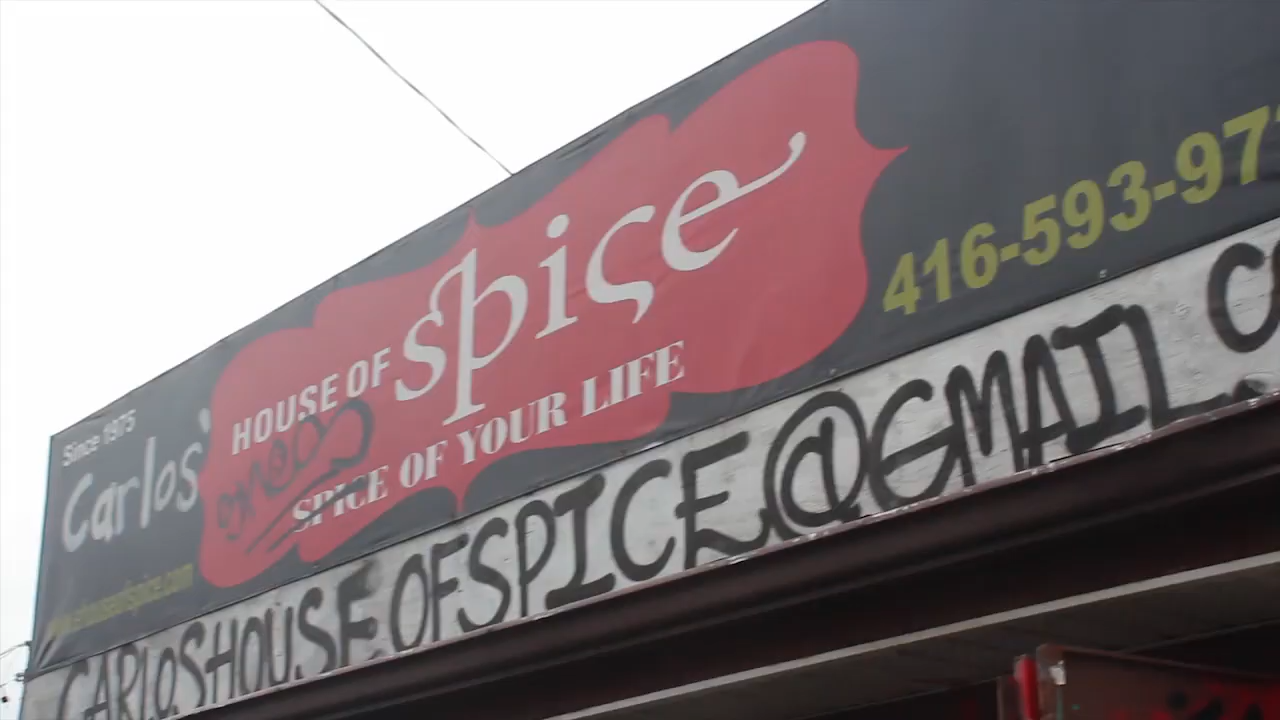 Since 1975
Carlos'
HOUSE OF spice
SPICE OF YOUR LIFE
416-593-97
CARLOSHOUSEOFSPICE@GMAIL.C